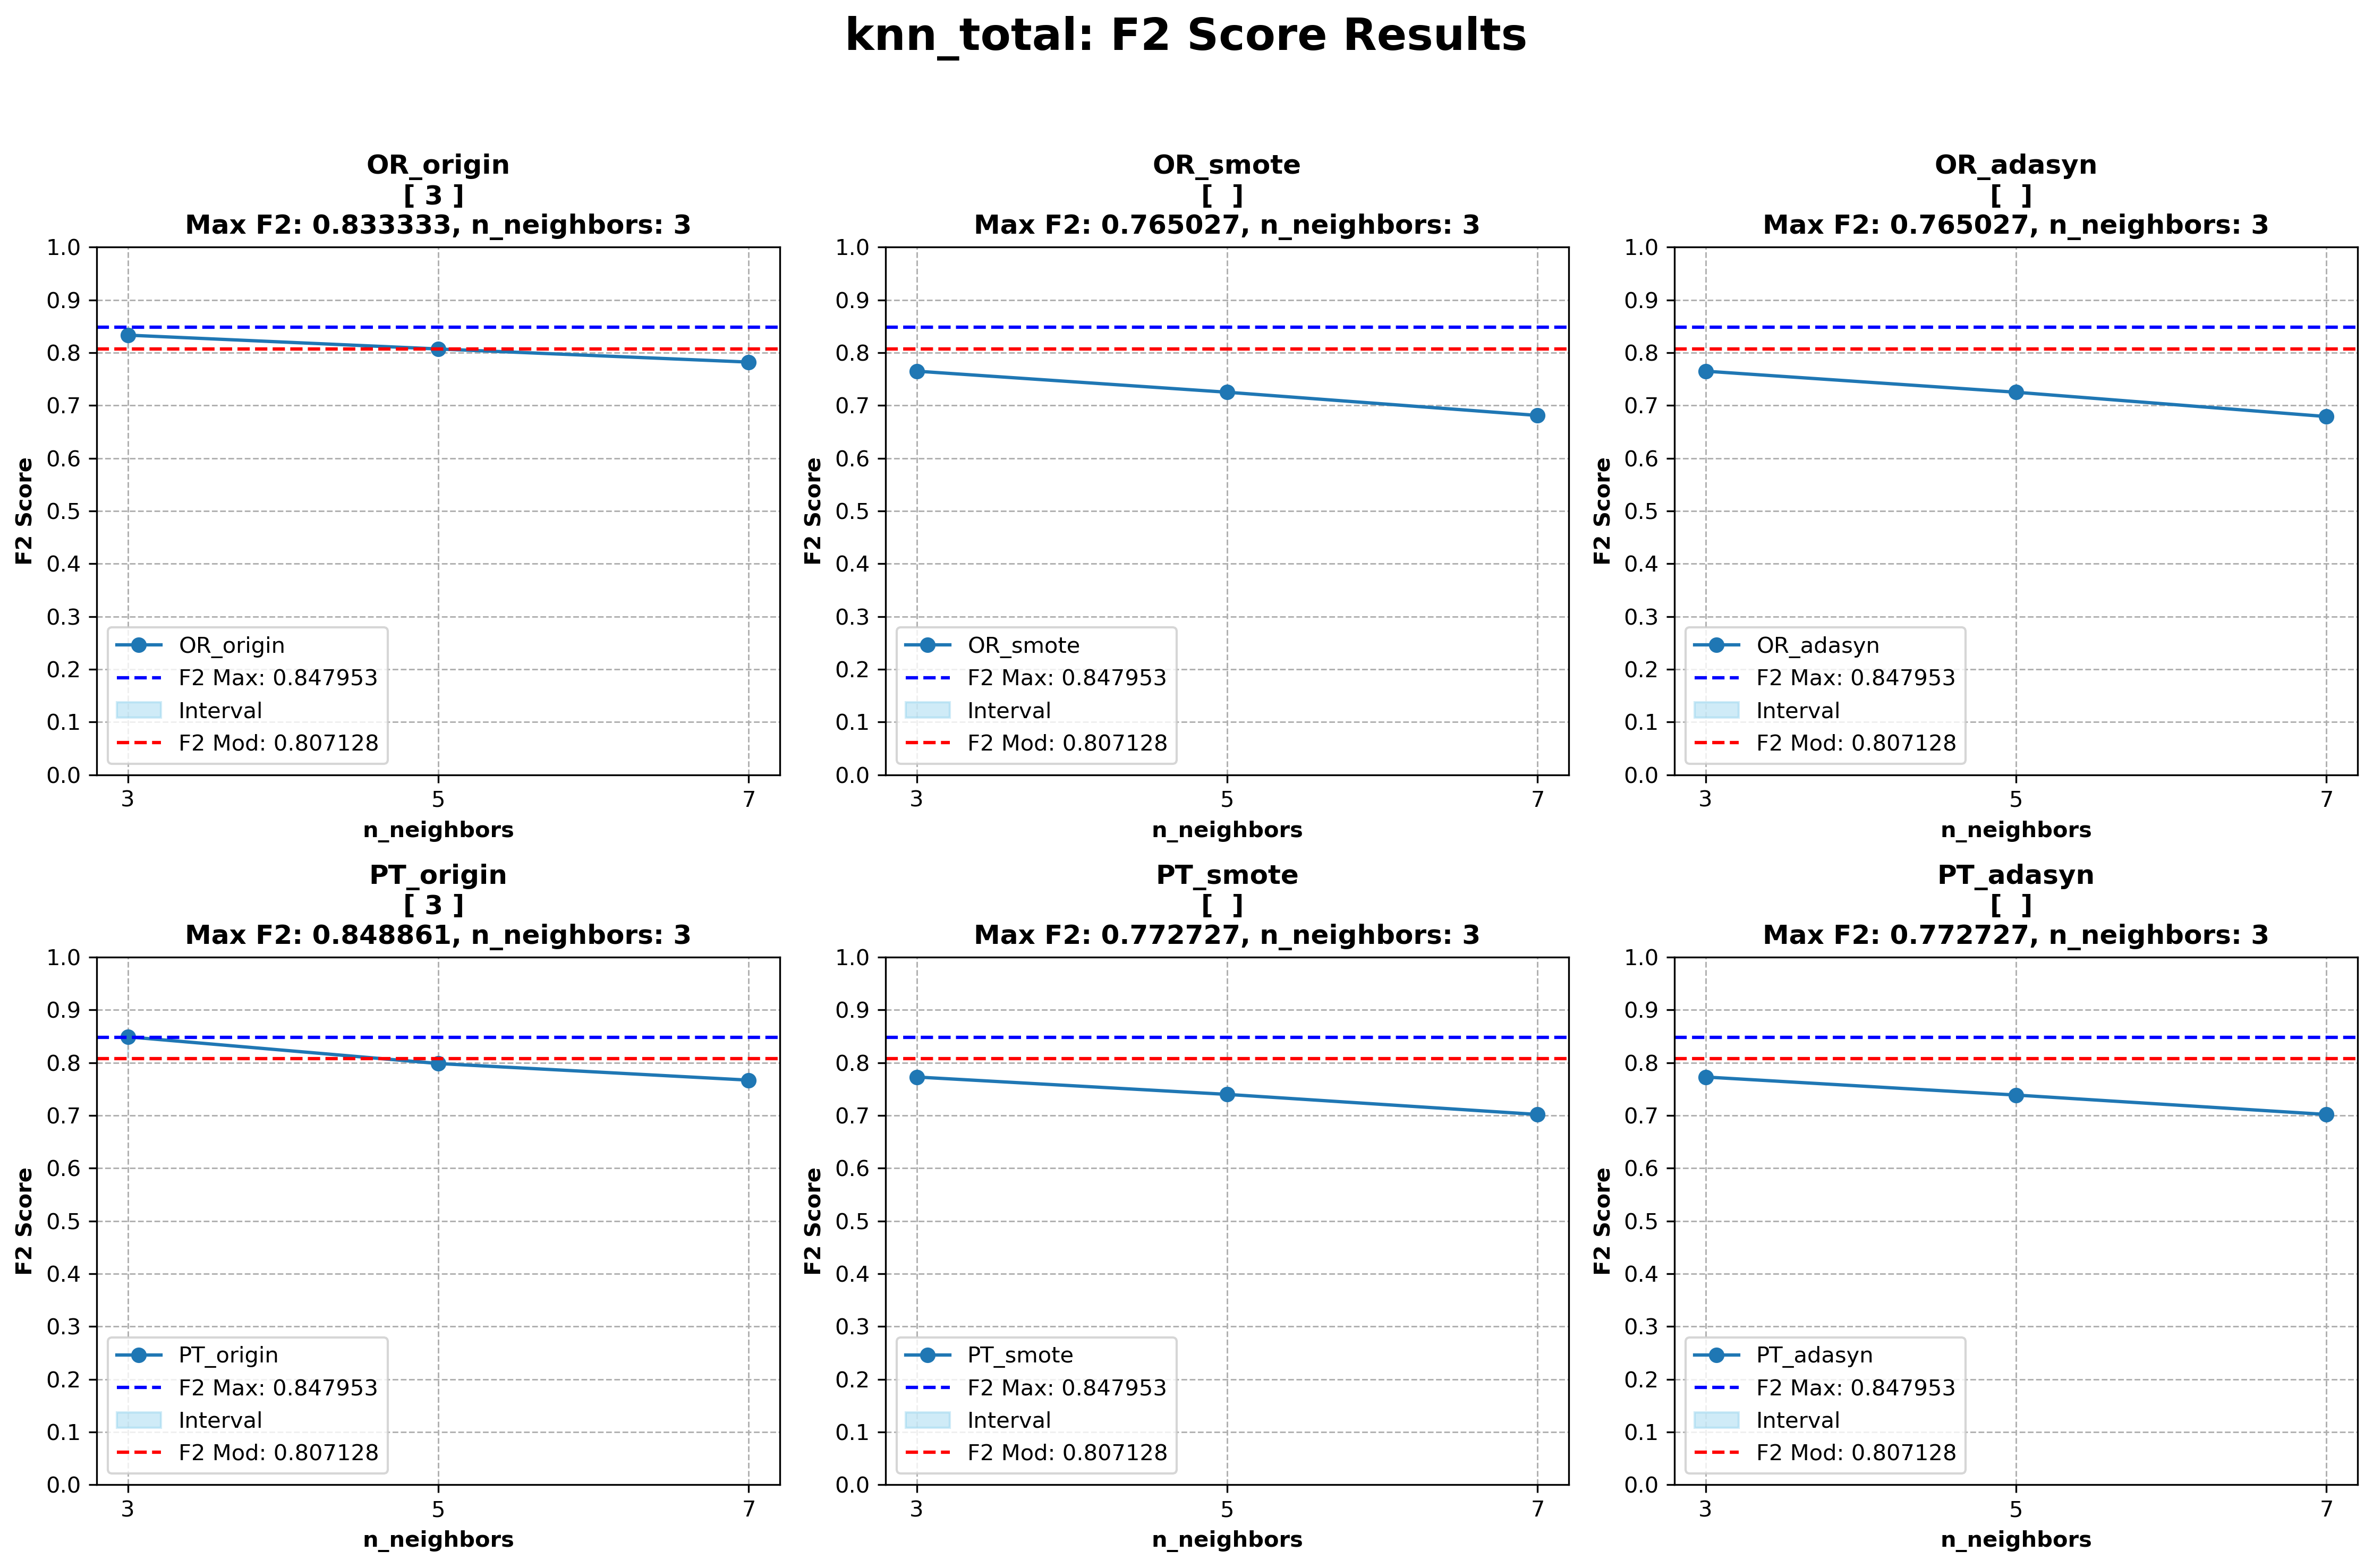 knn_total: F2 Score Results
OR_origin
[ 3 ]
Max F2: 0.833333, n_neighbors: 3
1.0
0.9
0.8
0.7
0.6
0.5
0.4
0.3
0.2
0.1
0.0
F2 Score
OR_origin
F2 Max: 0.847953
Interval
F2 Mod: 0.807128
3 5 7
n_neighbors
OR_smote
[  ]
Max F2: 0.765027, n_neighbors: 3
1.0
0.9
0.8
0.7
0.6
0.5
0.4
0.3
0.2
0.1
0.0
F2 Score
OR_smote
F2 Max: 0.847953
Interval
F2 Mod: 0.807128
3 5 7
n_neighbors
OR_adasyn
[  ]
Max F2: 0.765027, n_neighbors: 3
1.0
0.9
0.8
0.7
0.6
0.5
0.4
0.3
0.2
0.1
0.0
F2 Score
OR_adasyn
F2 Max: 0.847953
Interval
F2 Mod: 0.807128
3 5 7
n_neighbors
PT_origin
[ 3 ]
Max F2: 0.848861, n_neighbors: 3
1.0
0.9
0.8
0.7
0.6
0.5
0.4
0.3
0.2
0.1
0.0
F2 Score
PT_origin
F2 Max: 0.847953
Interval
F2 Mod: 0.807128
3 5 7
n_neighbors
PT_smote
[  ]
Max F2: 0.772727, n_neighbors: 3
1.0
0.9
0.8
0.7
0.6
0.5
0.4
0.3
0.2
0.1
0.0
F2 Score
PT_smote
F2 Max: 0.847953
Interval
F2 Mod: 0.807128
3 5 7
n_neighbors
PT_adasyn
[  ]
Max F2: 0.772727, n_neighbors: 3
1.0
0.9
0.8
0.7
0.6
0.5
0.4
0.3
0.2
0.1
0.0
F2 Score
PT_adasyn
F2 Max: 0.847953
Interval
F2 Mod: 0.807128
3 5 7
n_neighbors